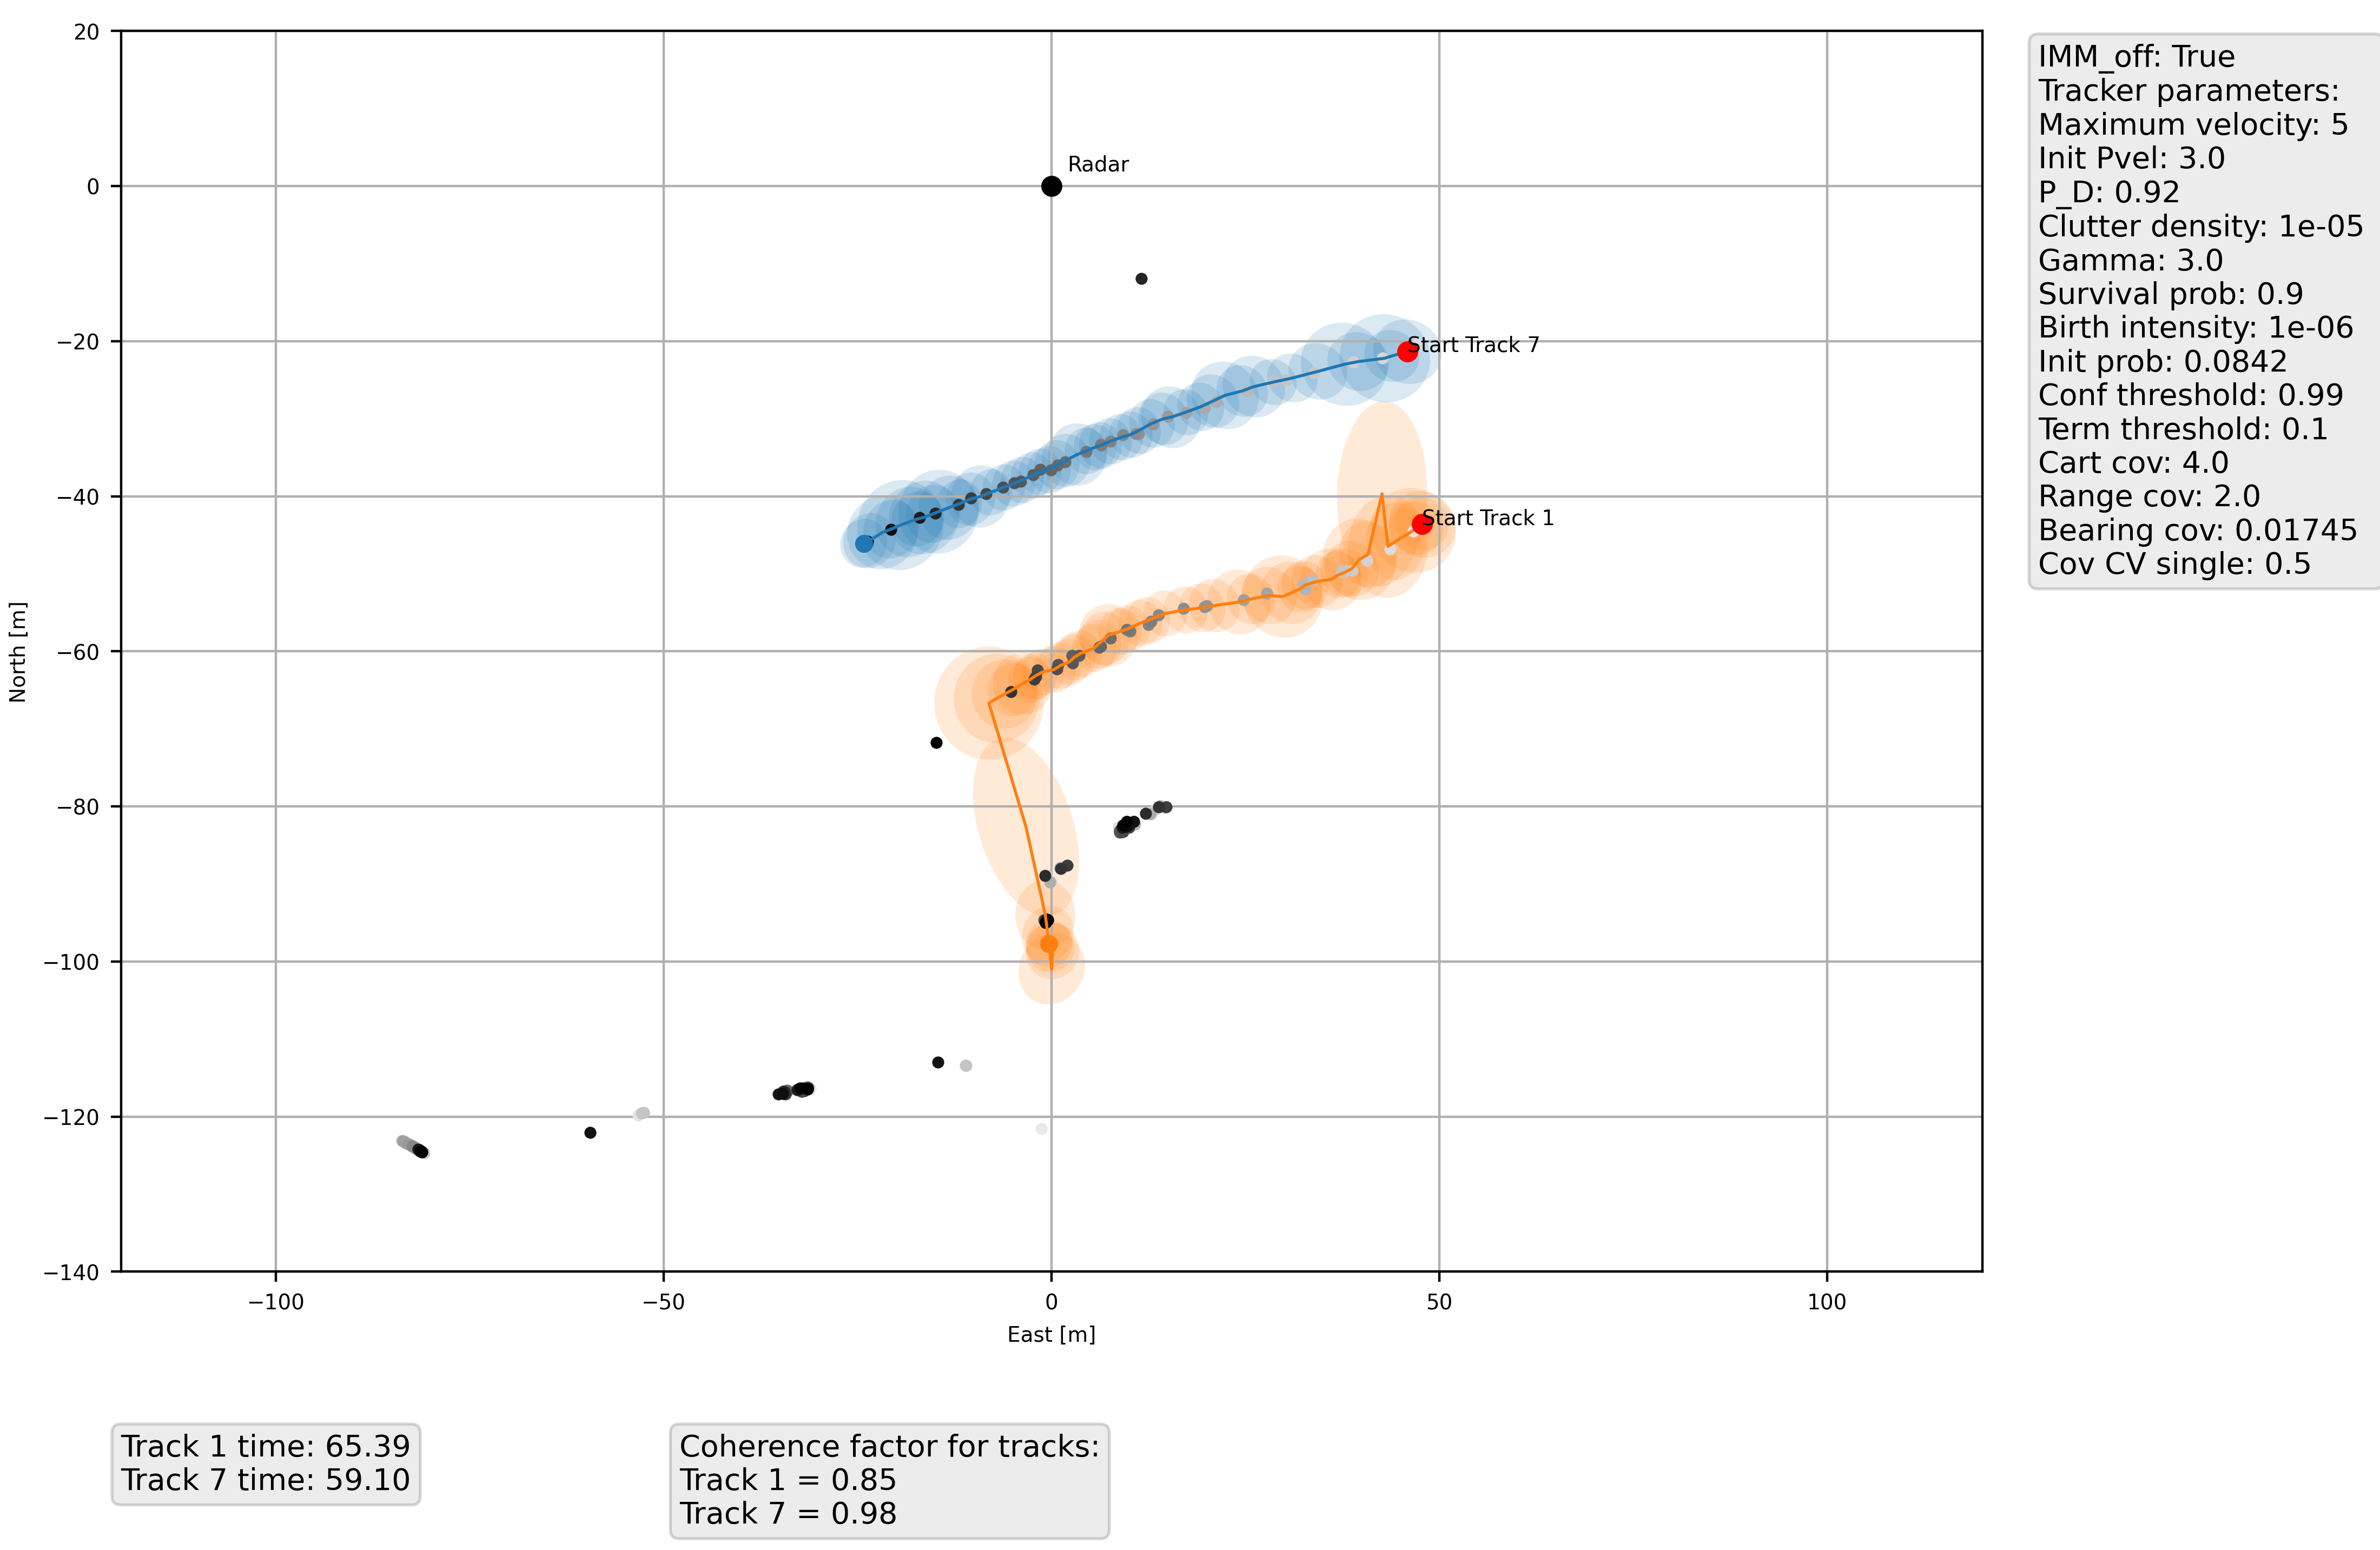 20
0
−20
−40
−60
−80
−100
−120
−140
North [m]
−100
−50
0
50
100
East [m]
Radar
Start Track 7
Start Track 1
IMM_off: True
Tracker parameters:
Maximum velocity: 5
Init Pvel: 3.0
P_D: 0.92
Clutter density: 1e-05
Gamma: 3.0
Survival prob: 0.9
Birth intensity: 1e-06
Init prob: 0.0842
Conf threshold: 0.99
Term threshold: 0.1
Cart cov: 4.0
Range cov: 2.0
Bearing cov: 0.01745
Cov CV single: 0.5
Track 1 time: 65.39
Track 7 time: 59.10
Coherence factor for tracks:
Track 1 = 0.85
Track 7 = 0.98